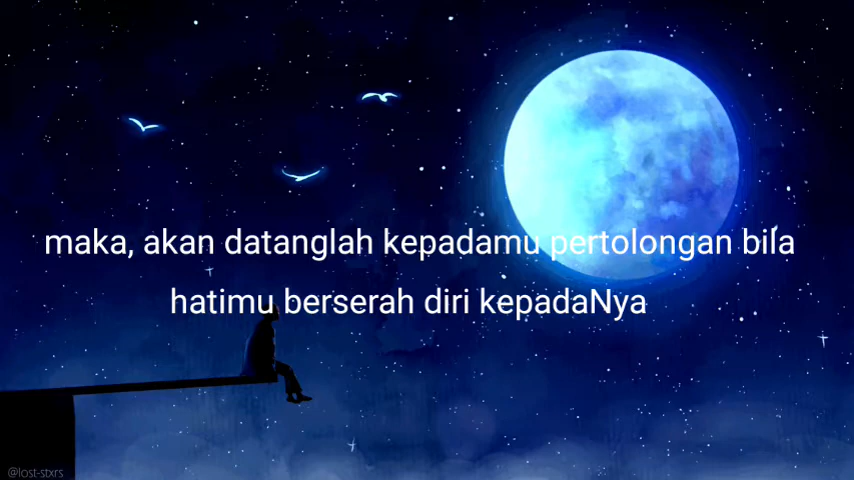 maka, akan datanglah kepadamu pertolongan bila
hatimu berserah diri kepadaNya
@lost-stxrs